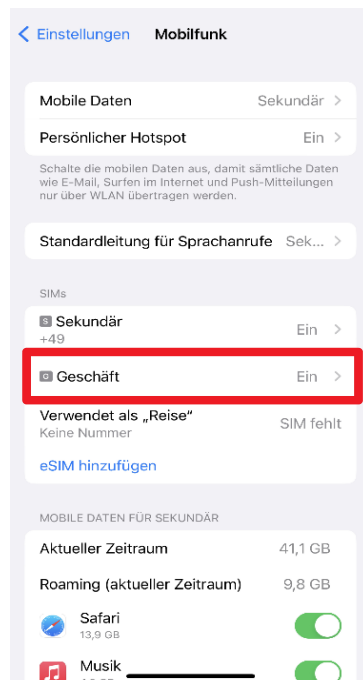 Einstellungen Mobilfunk
Mobile Daten Sekundär
Persönlicher Hotspot Ein
Schalte die mobilen Daten aus, damit sämtliche Daten
wie E-Mail, Surfen im Internet und Push-Mitteilungen
nur über WLAN übertragen werden.
Standardleitung für Sprachanrufe Sek...
SIMs
S Sekundär Ein
+49
G Geschäft Ein
Verwendet als „Reise“ SIM fehlt
Keine Nummer
eSIM hinzufügen
MOBILE DATEN FÜR SEKUNDÄR
Aktueller Zeitraum 41,1 GB
Roaming (aktueller Zeitraum) 9,8 GB
Safari
13,9 GB
Musik